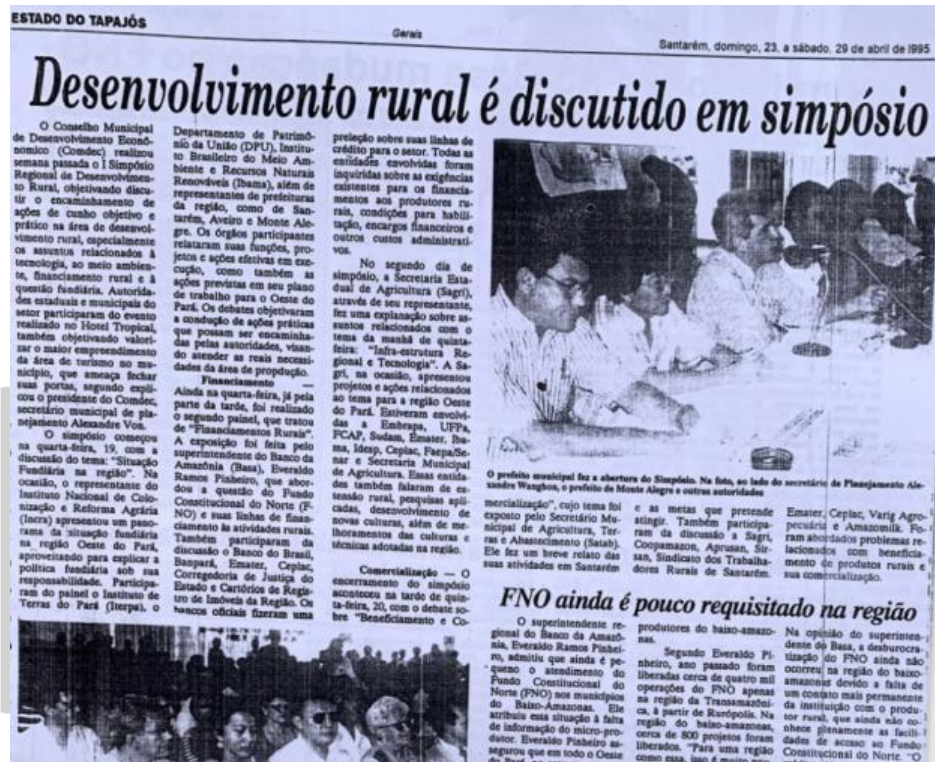 ESTADO DO TAPAJÓS
Gerais
Santarém, domingo, 23, a sábado, 29 de abril de 1995
Desenvolvimento rural é discutido em simpósio
O Conselho Municipal
de Desenvolvimento Econô-
nomico (Comdec) realizou
semana passada o I Simpósio
Regional de Desenvolvimen-
to Rural, objetivando discu-
tir o encaminhamento de
ações de cunho objetivo e
prático na área de desenvol-
vimento rural, especialmente
os assuntos relacionados à
tecnologia, ao meio ambien-
te, financiamento rural e à
questão fundiária. Autorida-
des estaduais e municipais do
setor participaram do evento
realizado no Hotel Tropical,
também objetivando valori-
zar o maior empreendimento
da área de turismo no mu-
nicípio, que ameaça fechar
suas portas, segundo expli-
cou o presidente do Comdec,
secretário municipal de pla-
nejamento Alexandre Von.
O simpósio começou
na quarta-feira, 19, com a
discussão do tema: "Situação
Fundiária na região". Na
ocasião, o representante do
Instituto Nacional de Colo-
nização e Reforma Agrária
(Incra) apresentou um pano-
rama da situação fundiária
na região Oeste do Pará,
aproveitando para explicar a
política fundiária sob sua
responsabilidade. Participa-
ram do painel o Instituto de
Terras do Pará (Iterpa), o
Departamento de Patrimô-
nio da União (DPU), Institu-
to Brasileiro do Meio Am-
biente e Recursos Naturais
Renováveis (Ibama), além de
representantes de prefeituras
da região, como de San-
tarém, Aveiro e Monte Ale-
gre. Os órgãos participantes
relataram suas funções, pro-
jetos e ações efetivas em exe-
cução, como também as
ações previstas em seu plano
de trabalho para o Oeste do
Pará. Os debates objetivaram
a condução de ações práticas
que possam ser encaminha-
das pelas autoridades, visan-
do atender as reais necessi-
dades da área de produção.
Financiamento —
Ainda na quarta-feira, já pela
parte da tarde, foi realizado
o segundo painel, que tratou
de "Financiamentos Rurais".
A exposição foi feita pelo
superintendente do Banco da
Amazônia (Basa), Everaldo
Ramos Pinheiro, que abor-
dou a questão do Fundo
Constitucional do Norte (F-
NO) e suas linhas de finan-
ciamento às atividades rurais.
Também participaram da
discussão o Banco do Brasil,
Banpará, Emater, Ceplac,
Corregedoria de Justiça do
Estado e Cartórios de Regis-
tro de Imóveis da Região. Os
bancos oficiais fizeram uma
preleção sobre suas linhas de
crédito para o setor. Todas as
entidades envolvidas foram
inquiridas sobre as exigências
existentes para os financia-
mentos aos produtores ru-
rais, condições para habili-
tação, encargos financeiros e
outros custos administrati-
vos.
No segundo dia de
simpósio, a Secretaria Esta-
dual de Agricultura (Sagri),
através de seu representante,
fez uma explanação sobre as-
suntos relacionados com o
tema da manhã de quinta-
feira: "Infra-estrutura Re-
gional e Tecnologia". A Sa-
gri, na ocasião, apresentou
projetos e ações relacionados
ao tema para a região Oeste
do Pará. Estiveram envolvi-
das a Embrapa, UFPa,
FCAP, Sudam, Emater, Iba-
ma, Idesp, Ceplac, Faepa/Se-
nar e Secretaria Municipal
de Agricultura. Essas entida-
des também falaram de ex-
tensão rural, pesquisas apli-
cadas, desenvolvimento de
novas culturas, além de me-
lhoramentos das culturas e
técnicas adotadas na região.
Comercialização — O
encerramento do simpósio
aconteceu na tarde de quin-
ta-feira, 20, com o debate so-
bre "Beneficiamento e Co-
O prefeito municipal fez a abertura do Simpósio. Na foto, ao lado do secretário de Planejamento Ale-
xandre Wanghon, o prefeito de Monte Alegre e outras autoridades
mercialização", cujo tema foi
exposto pelo Secretário Mu-
nicipal de Agricultura, Ter-
ras e Abastecimento (Satab).
Ele fez um breve relato das
suas atividades em Santarém
e as metas que pretende
atingir. Também participa-
ram da discussão a Sagri,
Coopamazon, Apruan, Sir-
san, Sindicato dos Trabalha-
dores Rurais de Santarém,
Emater, Ceplac, Varig Agro-
pecuária e Amazonilk. Fo-
ram abordados problemas re-
lacionados com beneficia-
mento de produtos rurais e
sua comercialização.
FNO ainda é pouco requisitado na região
O superintendente re-
gional do Banco da Amazô-
nia, Everaldo Ramos Pinhei-
ro, admitiu que ainda é pe-
queno o atendimento do
Fundo Constitucional do
Norte (FNO) nos municípios
do Baixo-Amazonas. Ele
atribuiu essa situação à falta
de informação do micro-pro-
dutor. Everaldo Pinheiro as-
segurou que em todo o Oeste
produtores do baixo-amazo-
nas.
Segundo Everaldo Pi-
nheiro, ano passado foram
liberadas cerca de quatro mil
operações do FNO apenas
na região da Transamazôni-
ca, à partir de Rurópolis. Na
região do baixo-amazonas,
cerca de 800 projetos foram
liberados. "Para uma região
como essa, isso é muito
Na opinião do superinten-
dente do Basa, a desburocra-
tização do FNO ainda não
ocorreu na região do baixo-
amazonas devido a falta de
um contato mais permanente
da instituição com o produ-
tor rural, que ainda não co-
nhece plenamente as facili-
dades de acesso ao Fundo
Constitucional do Norte. "O